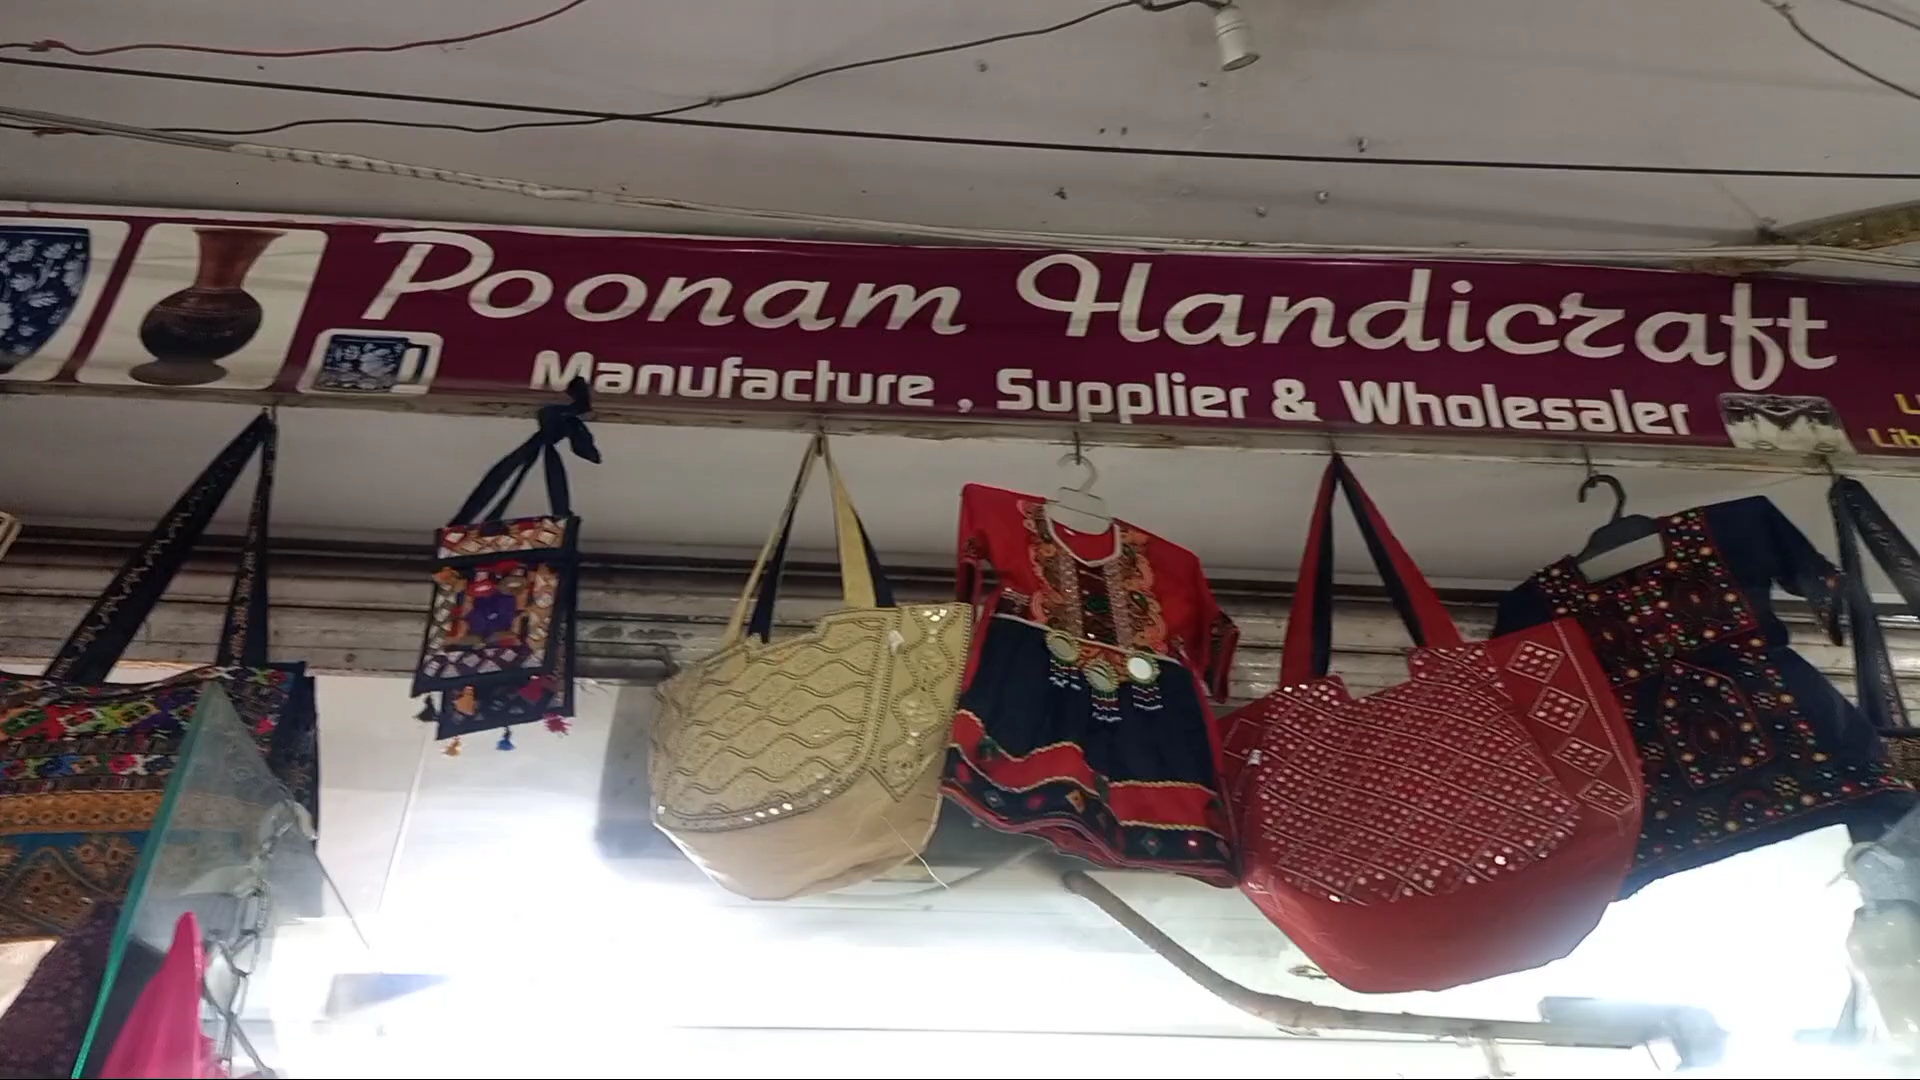 Poonam Handicraft
Manufacture , Supplier & Wholesaler